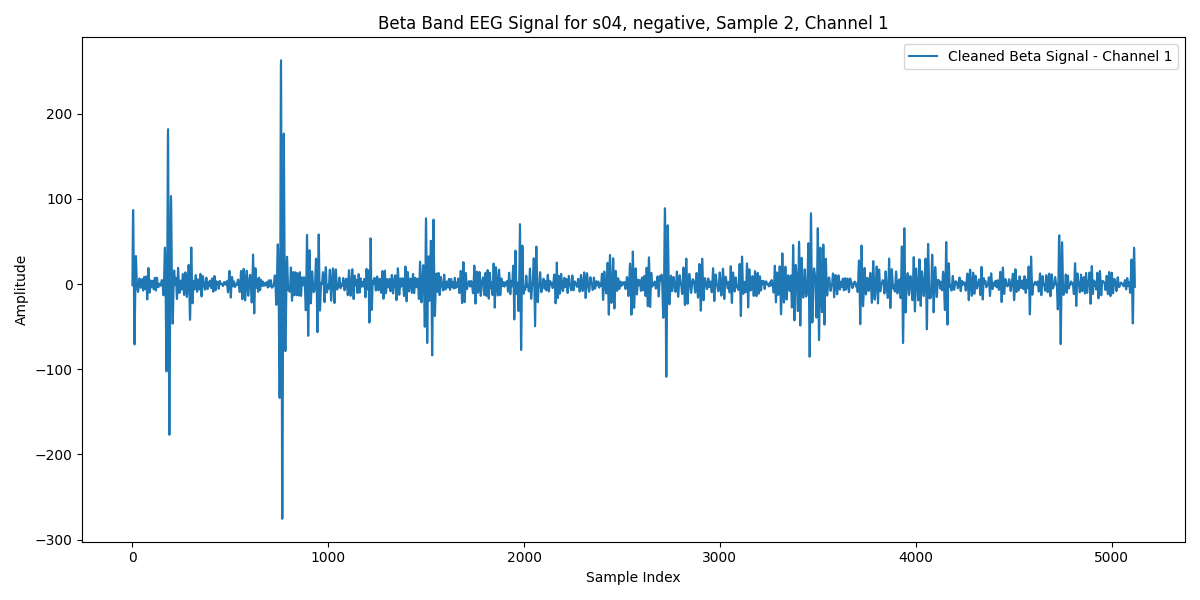 Beta Band EEG Signal for s04, negative, Sample 2, Channel 1
Cleaned Beta Signal - Channel 1
Amplitude
200
100
0
−100
−200
−300
0 1000 2000 3000 4000 5000
Sample Index